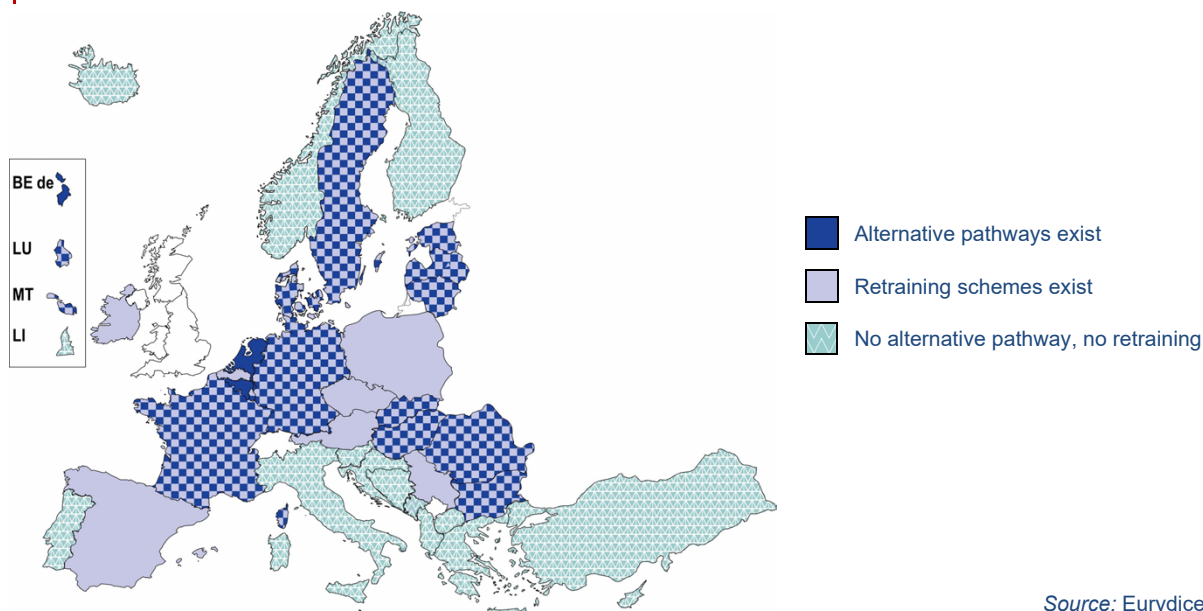 BE de
LU
MT
LI
Alternative pathways exist
Retraining schemes exist
No alternative pathway, no retraining
Source: Eurydice